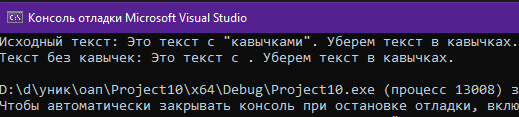 Консоль отладки Microsoft Visual Studio
Исходный текст: Это текст с "кавычками". Уберем текст в кавычках.
Текст без кавычек: Это текст с . Уберем текст в кавычках.
D:\d\уник\оап\Project10\x64\Debug\Project10.exe (процесс 13008) з
Чтобы автоматически закрывать консоль при остановке отладки, вклю